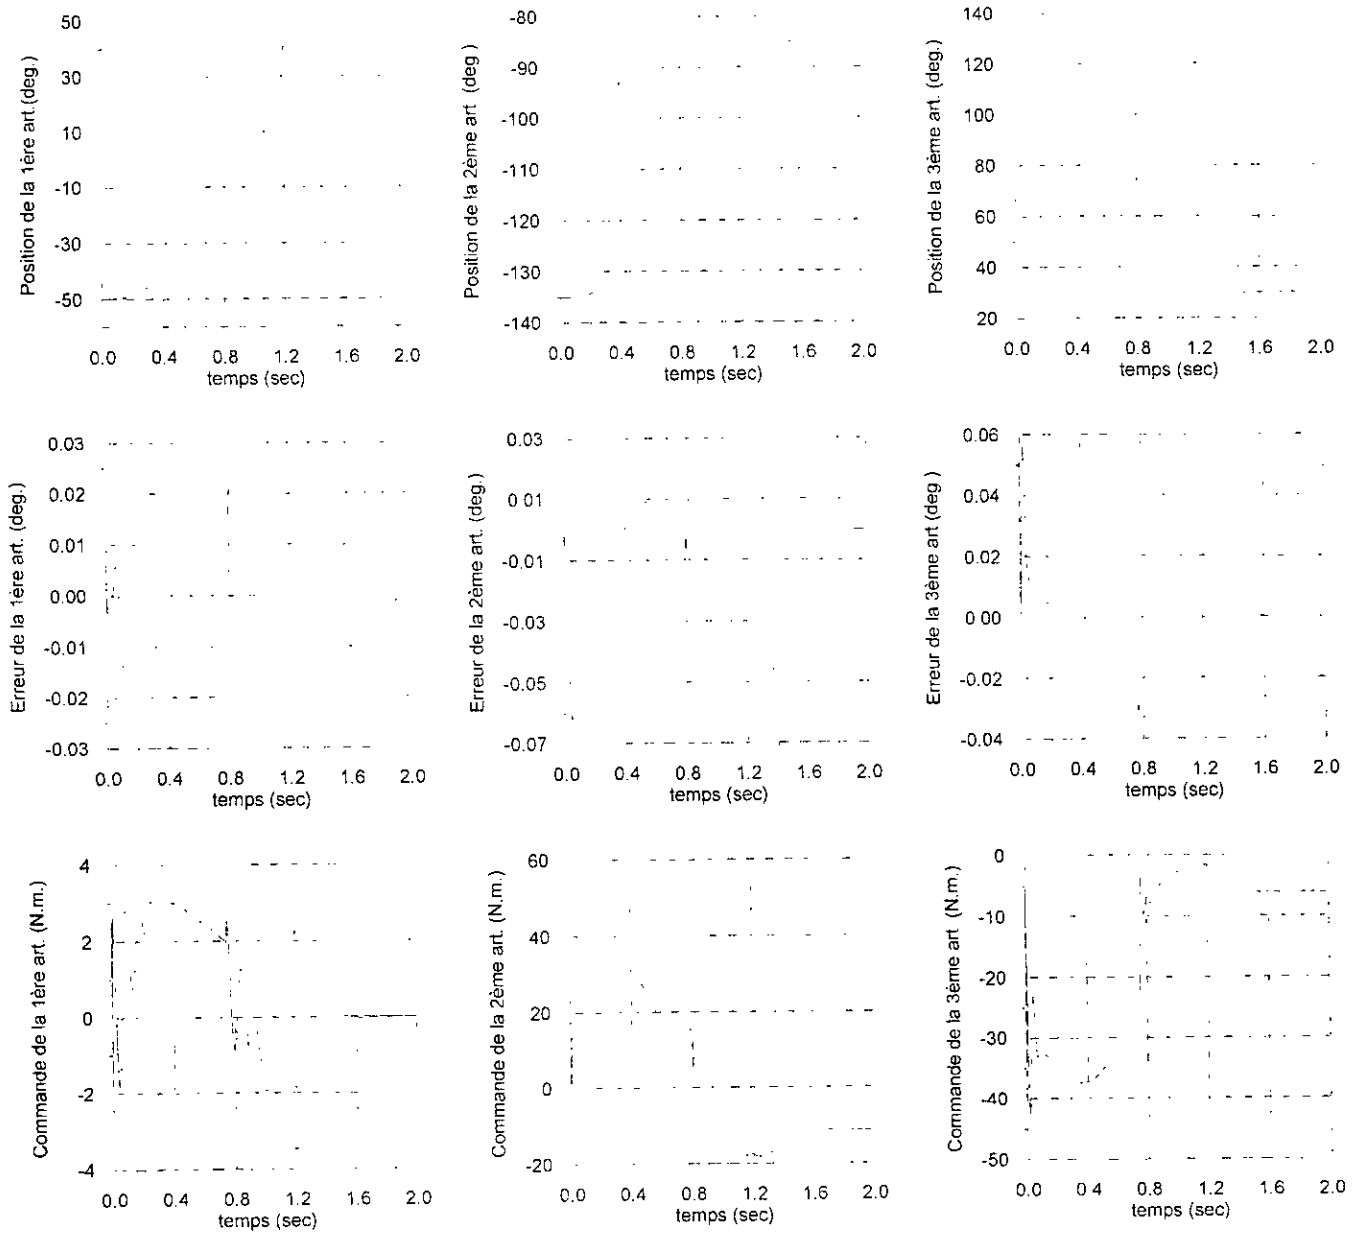 Position de la 1ère art.(deg.)
50
30
10
-10
-30
-50
0.0 0.4 0.8 1.2 1.6 2.0
temps (sec)
Position de la 2ème art (deg.)
-80
-90
-100
-110
-120
-130
-140
0.0 0.4 0.8 1.2 1.6 2.0
temps (sec)
Position de la 3ème art. (deg.)
140
120
100
80
60
40
20
0.0 0.4 0.8 1.2 1.6 2.0
temps (sec)
Erreur de la 1ère art. (deg.)
0.03
0.02
0.01
0.00
-0.01
-0.02
-0.03
0.0 0.4 0.8 1.2 1.6 2.0
temps (sec)
Erreur de la 2ème art. (deg.)
0.03
0 01
-0.01
-0.03
-0.05
-0.07
0.0 0.4 0.8 1.2 1.6 2.0
temps (sec)
Erreur de la 3ème art (deg )
0.06
0.04
0.02
0 00
-0.02
-0.04
0.0 0.4 0.8 1.2 1.6 2.0
temps (sec)
Commande de la 1ère art. (N.m.)
4
2
0
-2
-4
0.0 0.4 0.8 1.2 1.6 2.0
temps (sec)
Commande de la 2ème art. (N.m.)
60
40
20
0
-20
0.0 0.4 0.8 1.2 1.6 2.0
temps (sec)
Commande de la 3ème art (N.m.)
0
-10
-20
-30
-40
-50
0.0 0.4 0.8 1.2 1.6 2.0
temps (sec)